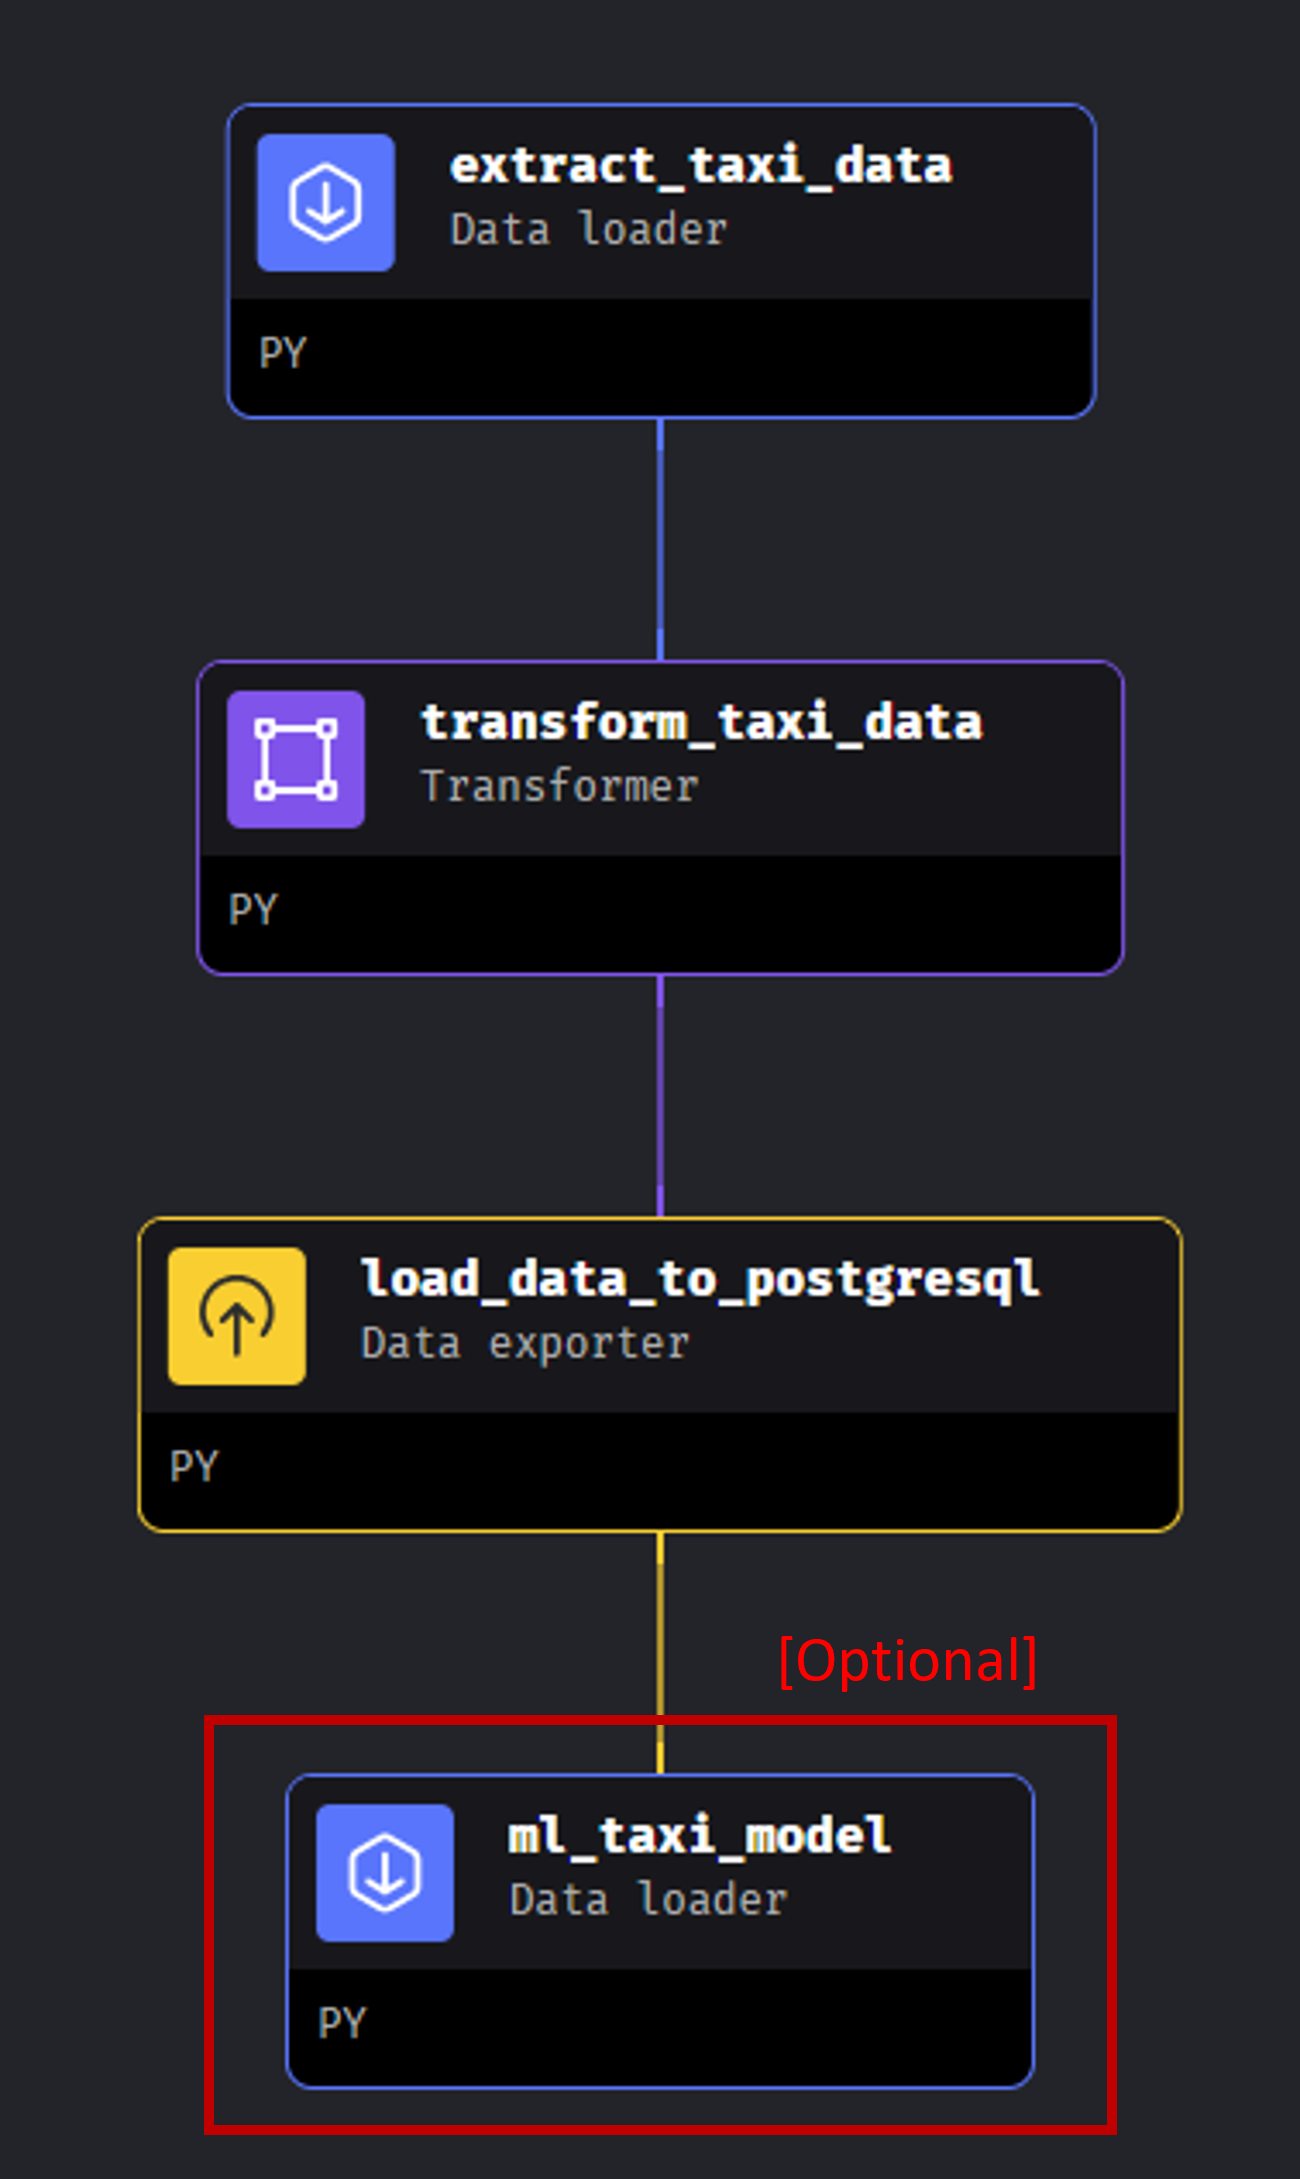 extract_taxi_data
Data loader
PY
transform_taxi_data
Transformer
PY
load_data_to_postgresql
Data exporter
PY
[Optional]
ml_taxi_model
Data loader
PY